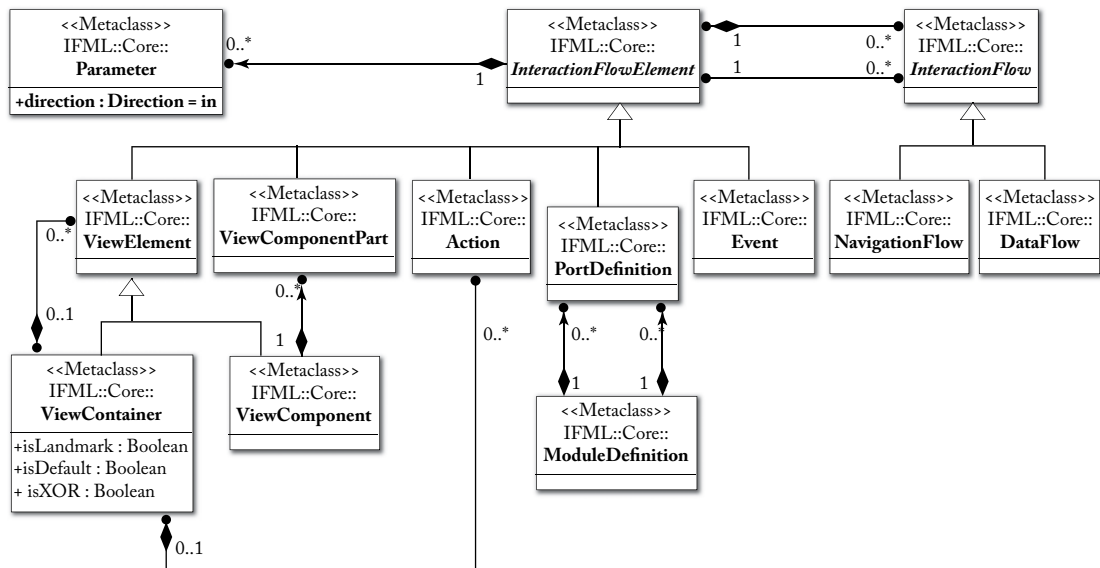 <<Metaclass>>
IFML::Core::
Parameter
+direction : Direction = in
0..*
1
<<Metaclass>>
IFML::Core::
InteractionFlowElement
1
0..*
1
0..*
<<Metaclass>>
IFML::Core::
InteractionFlow
<<Metaclass>>
IFML::Core::
ViewElement
<<Metaclass>>
IFML::Core::
ViewComponentPart
<<Metaclass>>
IFML::Core::
Action
<<Metaclass>>
IFML::Core::
PortDefinition
<<Metaclass>>
IFML::Core::
Event
<<Metaclass>>
IFML::Core::
NavigationFlow
<<Metaclass>>
IFML::Core::
DataFlow
0..*
0..1
0..*
1
0..*
0..*
0..*
1
1
<<Metaclass>>
IFML::Core::
ViewContainer
+isLandmark : Boolean
+isDefault : Boolean
+ isXOR : Boolean
<<Metaclass>>
IFML::Core::
ViewComponent
<<Metaclass>>
IFML::Core::
ModuleDefinition
0..1